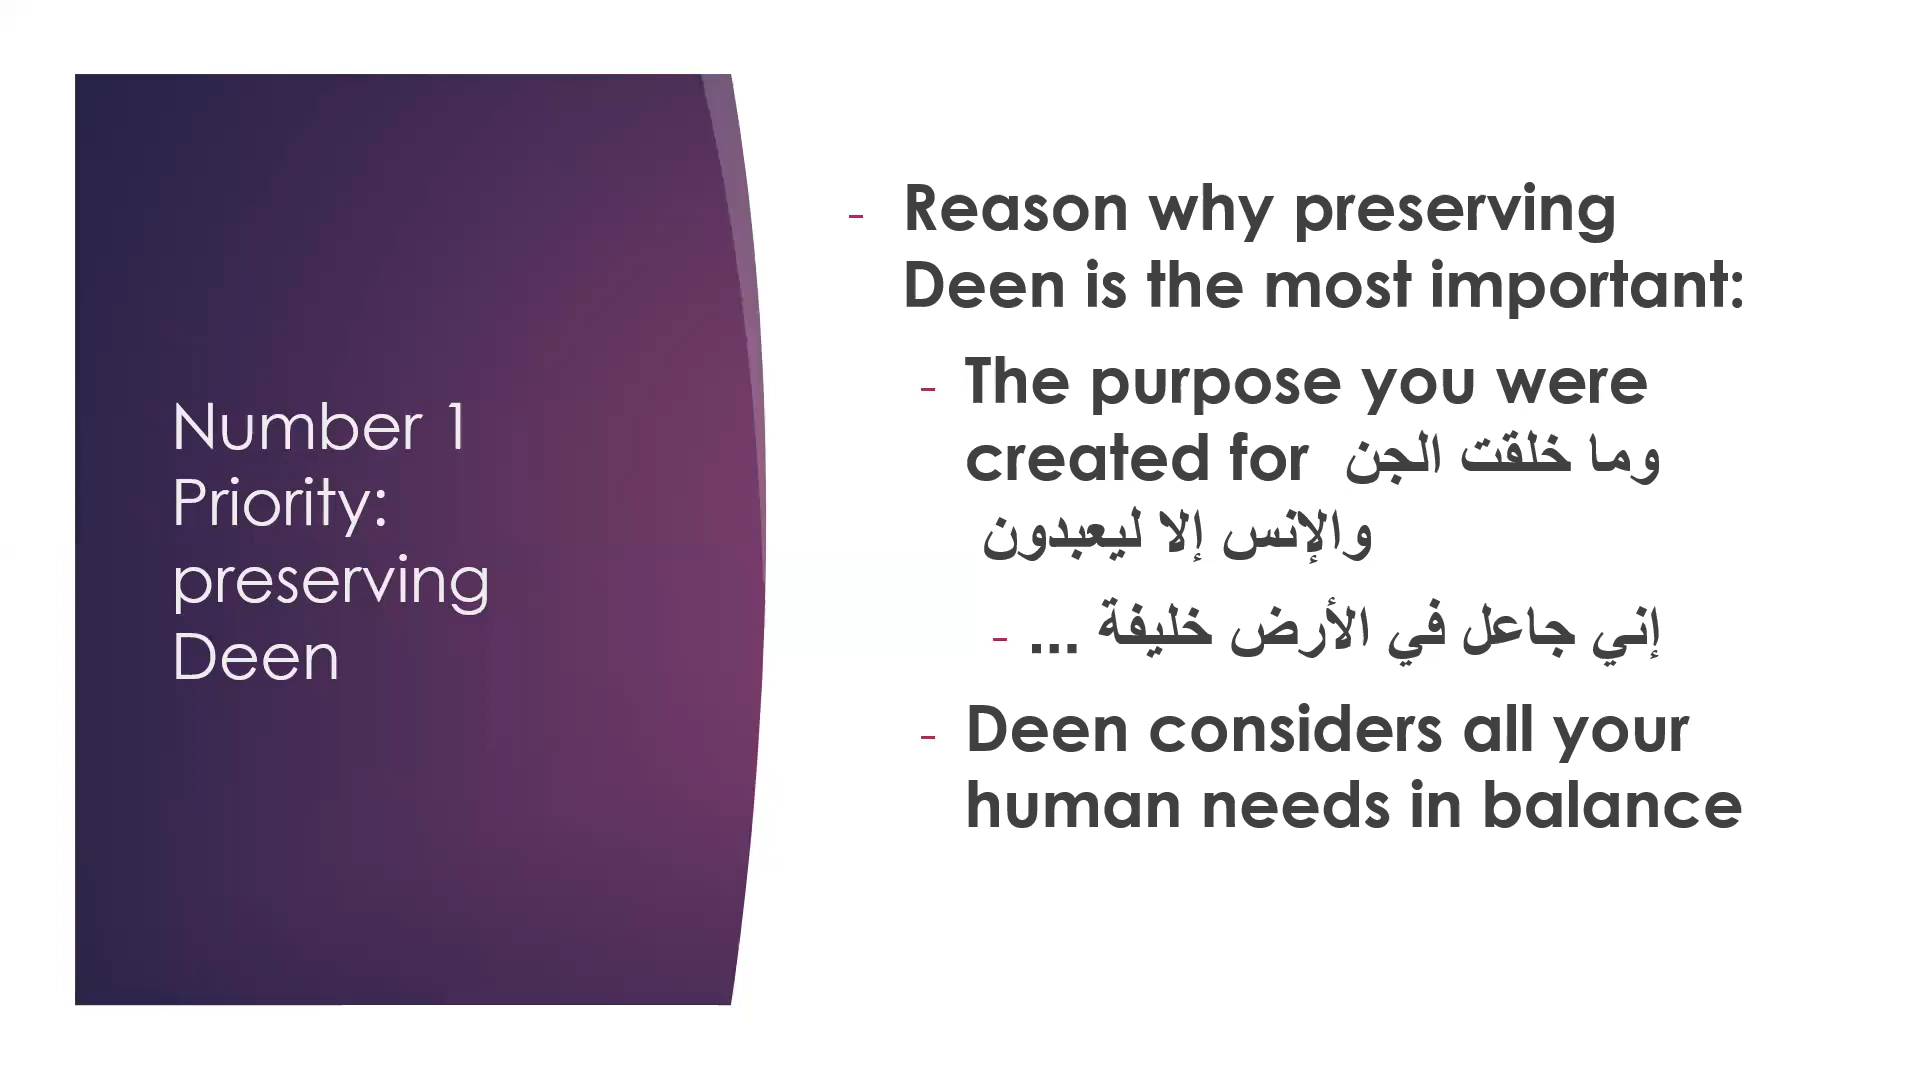 Number 1
Priority:
preserving
Deen
- Reason why preserving
Deen is the most important:
- The purpose you were
created for وما خلقت الجن
والإنس إلا ليعبدون
- إني جاعل في الأرض خليفة ...
- Deen considers all your
human needs in balance